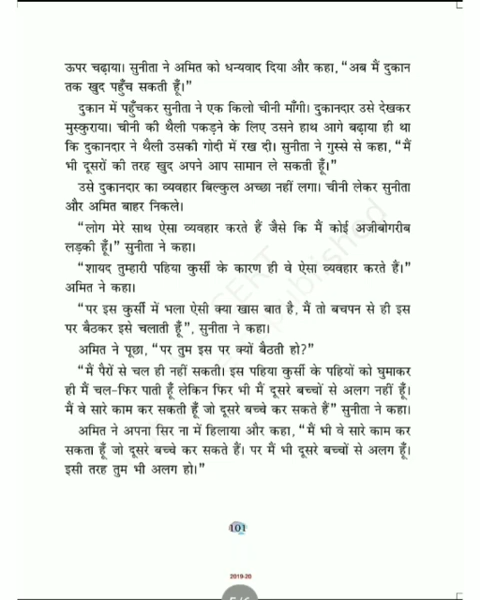 ऊपर चढ़ाया। सुनीता ने अमित को धन्यवाद दिया और कहा, “अब मैं दुकान
तक खुद पहुँच सकती हूँ।”
दुकान में पहुँचकर सुनीता ने एक किलो चीनी माँगी। दुकानदार उसे देखकर
मुस्कुराया। चीनी की थैली पकड़ने के लिए उसने हाथ आगे बढ़ाया ही था
कि दुकानदार ने थैली उसकी गोदी में रख दी। सुनीता ने गुस्से से कहा, “मैं
भी दूसरों की तरह खुद अपने आप सामान ले सकती हूँ।”
उसे दुकानदार का व्यवहार बिल्कुल अच्छा नहीं लगा। चीनी लेकर सुनीता
और अमित बाहर निकले।
“लोग मेरे साथ ऐसा व्यवहार करते हैं जैसे कि मैं कोई अजीबोगरीब
लड़की हूँ।” सुनीता ने कहा।
“शायद तुम्हारी पहिया कुर्सी के कारण ही वे ऐसा व्यवहार करते हैं।”
अमित ने कहा।
“पर इस कुर्सी में भला ऐसी क्या खास बात है, मैं तो बचपन से ही इस
पर बैठकर इसे चलाती हूँ”, सुनीता ने कहा।
अमित ने पूछा, “पर तुम इस पर क्यों बैठती हो?”
“मैं पैरों से चल ही नहीं सकती। इस पहिया कुर्सी के पहियों को घुमाकर
ही मैं चल-फिर पाती हूँ लेकिन फिर भी मैं दूसरे बच्चों से अलग नहीं हूँ।
मैं वे सारे काम कर सकती हूँ जो दूसरे बच्चे कर सकते हैं” सुनीता ने कहा।
अमित ने अपना सिर ना में हिलाया और कहा, “मैं भी वे सारे काम कर
सकता हूँ जो दूसरे बच्चे कर सकते हैं। पर मैं भी दूसरे बच्चों से अलग हूँ।
इसी तरह तुम भी अलग हो।”
101
2019-20